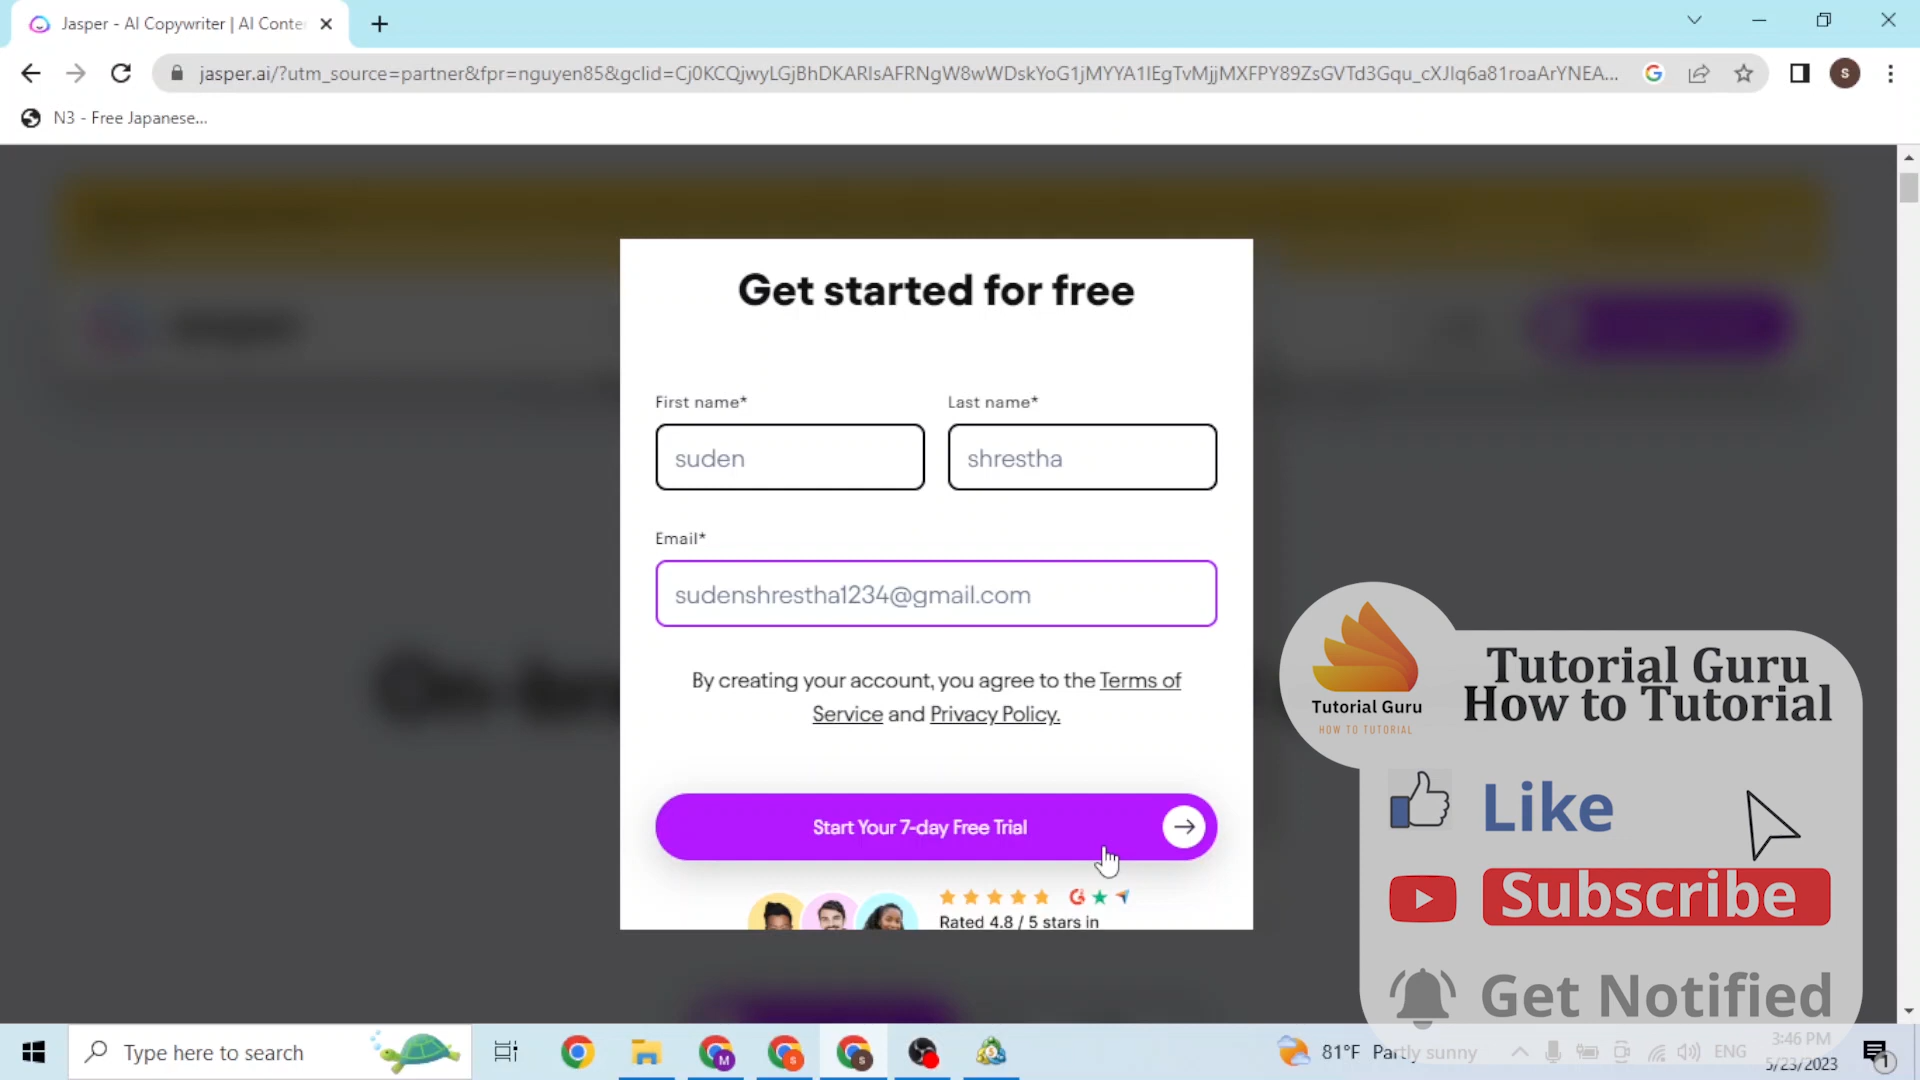 Jasper - AI Copywriter | AI Conte
jasper.ai/?utm_source=partner&fpr=nguyen85&gclid=Cj0KCQjwyLGjBhDKARIsAFRNgW8wWDskYoG1jMYYA1IEgTvMjjMXFPY89ZsGVTd3Gqu_cXJIq6a81roaArYNEA...
S
N3 - Free Japanese...
Get started for free
First name*
Last name*
suden
shrestha
Email*
sudenshrestha1234@gmail.com
By creating your account, you agree to the Terms of
Service and Privacy Policy.
Start Your 7-day Free Trial
Rated 4.8 / 5 stars in
Tutorial Guru
HOW TO TUTORIAL
Tutorial Guru
How to Tutorial
Like
Subscribe
Get Notified
Type here to search
M
S
S
81°F Partly sunny
ENG
3:46 PM
5/23/2023
1